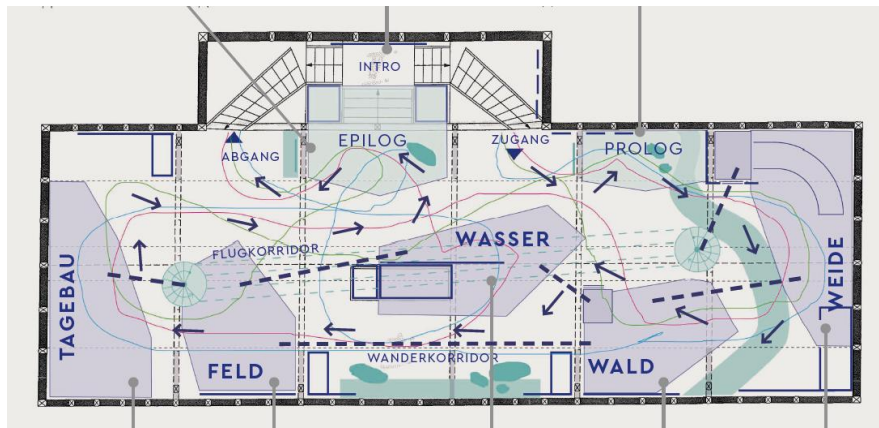 INTRO
EPILOG
ZUGANG
PROLOG
ABGANG
WASSER
FLUGKORRIDOR
TAGEBAU
WEIDE
WANDERKORRIDOR
FELD
WALD